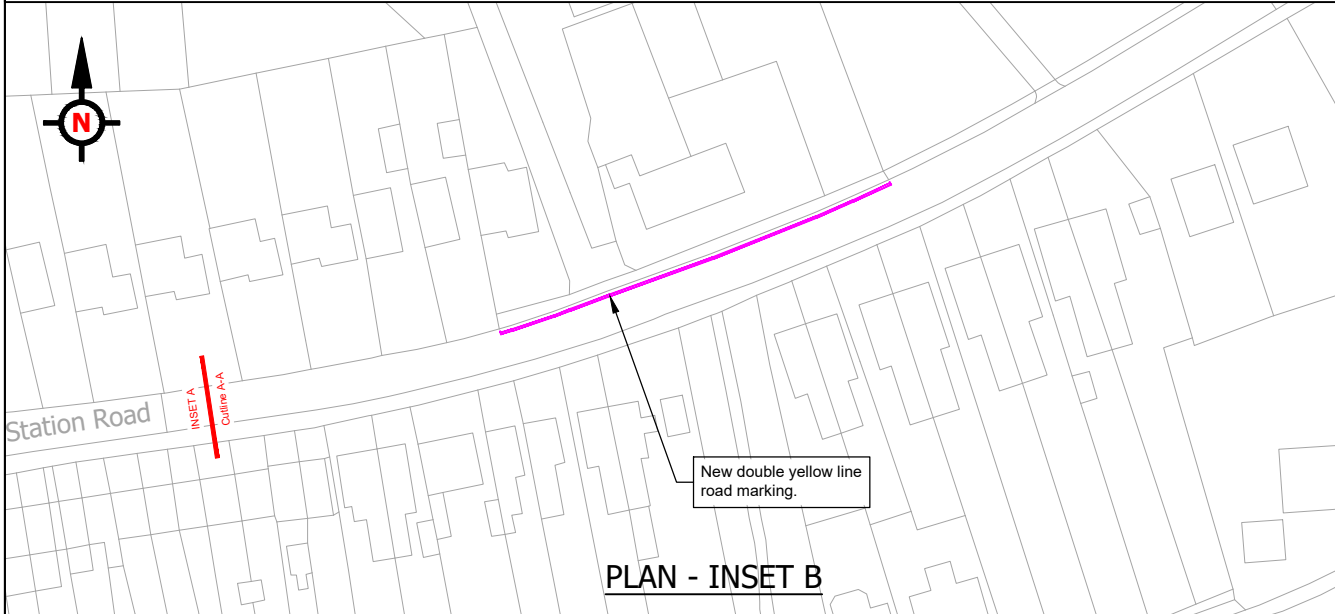 N
Station Road
INSET A
Cutline A-A
New double yellow line
road marking.
PLAN - INSET B